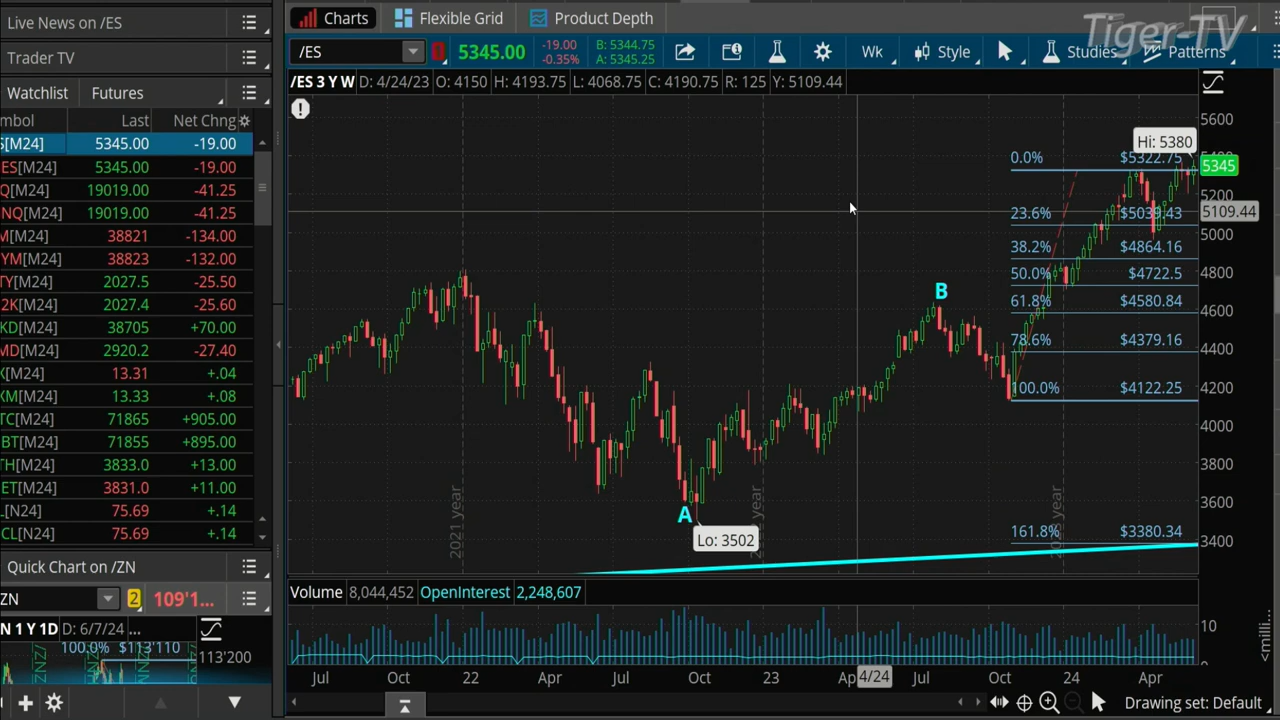 Live News on /ES
Trader TV
Watchlist Futures
mbol Last Net Chng
S[M24] 5345.00 -19.00
ES[M24] 5345.00 -19.00
Q[M24] 19019.00 -41.25
NQ[M24] 19019.00 -41.25
M[M24] 38821 -134.00
YM[M24] 38823 -132.00
TY[M24] 2027.5 -25.50
2K[M24] 2027.4 -25.60
KD[M24] 38705 +70.00
MD[M24] 2920.2 -27.40
X[M24] 13.31 +.04
XM[M24] 13.33 +.08
TC[M24] 71865 +905.00
BT[M24] 71855 +895.00
TH[M24] 3833.0 +13.00
ET[M24] 3831.0 +11.00
L[N24] 75.69 +.14
CL[N24] 75.69 +.14
Quick Chart on /ZN
ZN 2 109'1...
N 1 Y 1D D: 6/7/24 ...
100.0% $113'110
113'200
Charts Flexible Grid Product Depth
Tiger-TV
/ES 5345.00 -19.00 -0.35% B: 5344.75 A: 5345.25 Wk Style Studies Patterns
/ES 3 Y W D: 4/24/23 O: 4150 H: 4193.75 L: 4068.75 C: 4190.75 R: 125 Y: 5109.44
Hi: 5380
0.0% $5322.75
23.6% $5039.43
38.2% $4864.16
50.0% $4722.5
61.8% $4580.84
78.6% $4379.16
100.0% $4122.25
161.8% $3380.34
A
B
Lo: 3502
2021 year
5600
5345
5200
5109.44
5000
4800
4600
4400
4200
4000
3800
3600
3400
Volume 8,044,452 OpenInterest 2,248,607
10
<milli...
Jul Oct 22 Apr Jul Oct 23 Ap 4/24 Jul Oct 24 Apr
Drawing set: Default